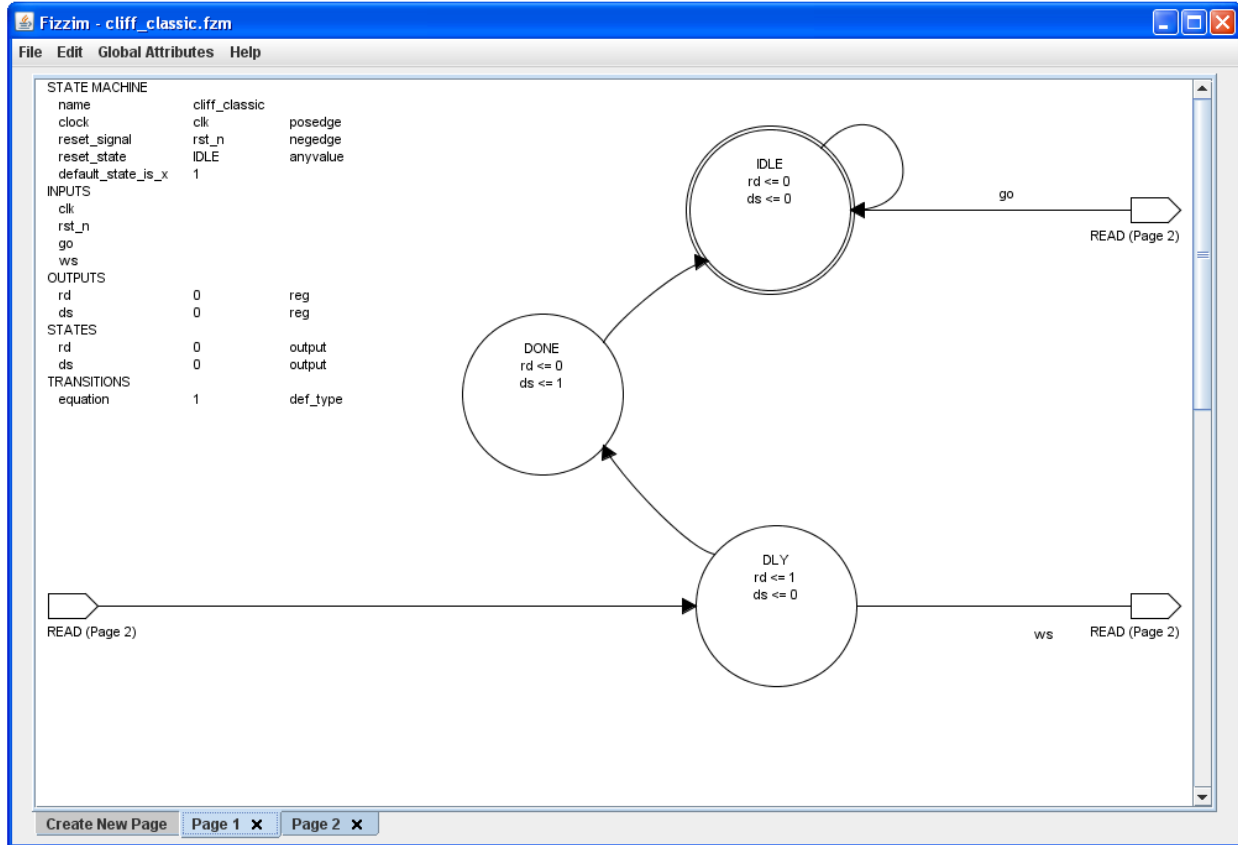 Fizzim - cliff_classic.fzm
File Edit Global Attributes Help
STATE MACHINE
name cliff_classic
clock clk posedge
reset_signal rst_n negedge
reset_state IDLE anyvalue
default_state_is_x 1
INPUTS
clk
rst_n
go
ws
OUTPUTS
rd 0 reg
ds 0 reg
STATES
rd 0 output
ds 0 output
TRANSITIONS
equation 1 def_type
IDLE
rd <= 0
ds <= 0
go
READ (Page 2)
DONE
rd <= 0
ds <= 1
DLY
rd <= 1
ds <= 0
READ (Page 2)
ws
READ (Page 2)
Create New Page Page 1 x Page 2 x